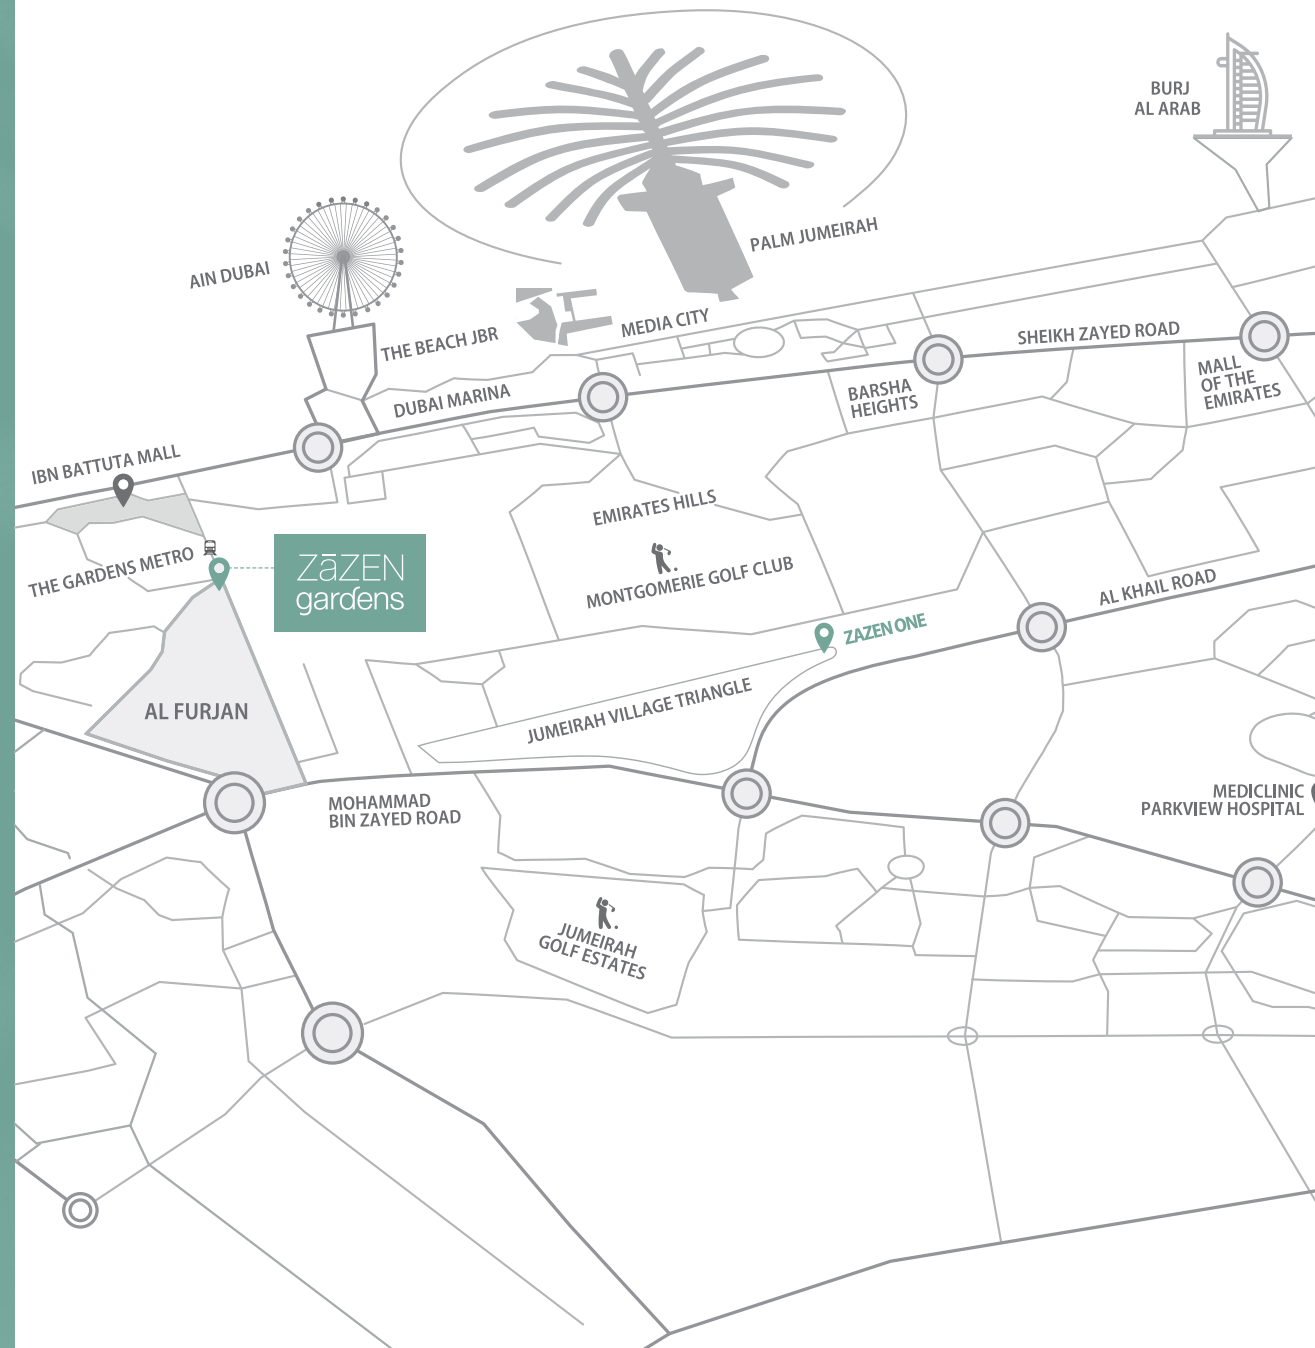 BURJ
AL ARAB
PALM JUMEIRAH
AIN DUBAI
MEDIA CITY
THE BEACH JBR
SHEIKH ZAYED ROAD
MALL
OF THE
EMIRATES
BARSHA
HEIGHTS
DUBAI MARINA
IBN BATTUTA MALL
EMIRATES HILLS
THE GARDENS METRO
ZāZEN
gardens
MONTGOMERIE GOLF CLUB
AL KHAIL ROAD
ZAZEN ONE
JUMEIRAH VILLAGE TRIANGLE
AL FURJAN
MOHAMMAD
BIN ZAYED ROAD
MEDICLINIC
PARKVIEW HOSPITAL
JUMEIRAH
GOLF ESTATES